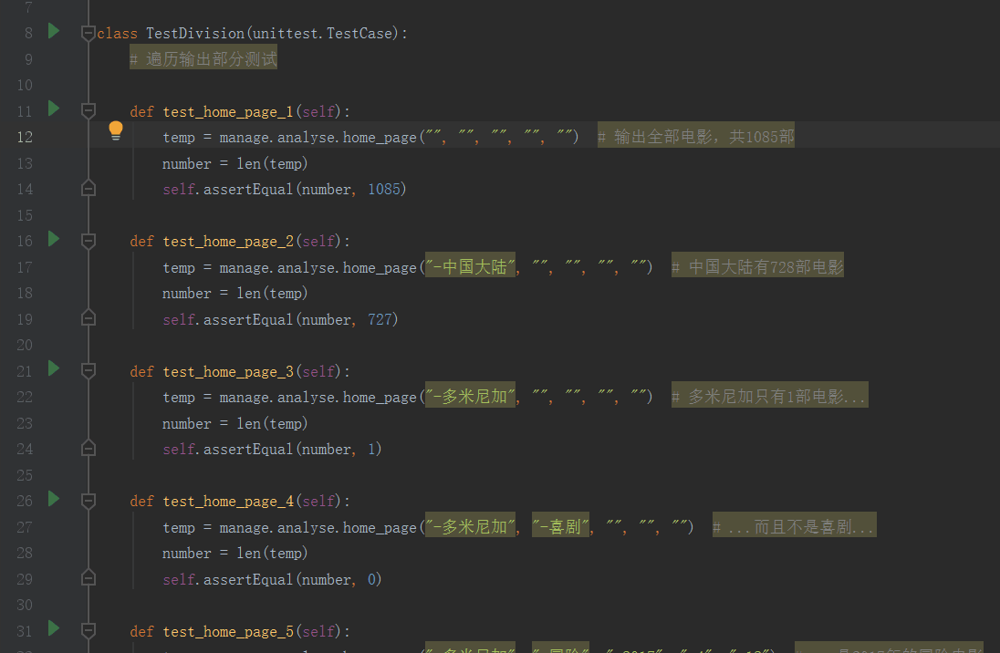 7
8 class TestDivision(unittest.TestCase):
9 # 遍历输出部分测试
10
11 def test_home_page_1(self):
12 temp = manage.analyse.home_page("", "", "", "", "") # 输出全部电影，共1085部
13 number = len(temp)
14 self.assertEqual(number, 1085)
15
16 def test_home_page_2(self):
17 temp = manage.analyse.home_page("-中国大陆", "", "", "", "") # 中国大陆有728部电影
18 number = len(temp)
19 self.assertEqual(number, 727)
20
21 def test_home_page_3(self):
22 temp = manage.analyse.home_page("-多米尼加", "", "", "", "") # 多米尼加只有1部电影...
23 number = len(temp)
24 self.assertEqual(number, 1)
25
26 def test_home_page_4(self):
27 temp = manage.analyse.home_page("-多米尼加", "-喜剧", "", "", "") # ...而且不是喜剧...
28 number = len(temp)
29 self.assertEqual(number, 0)
30
31 def test_home_page_5(self):